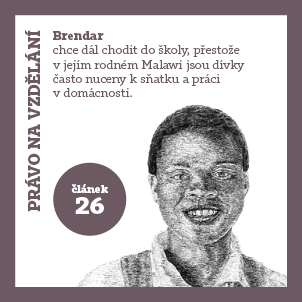 PRÁVO NA VZDĚLÁNÍ
Brendar
chce dál chodit do školy, přestože
v jejím rodném Malawi jsou dívky
často nuceny k sňatku a práci
v domácnosti.
článek
26